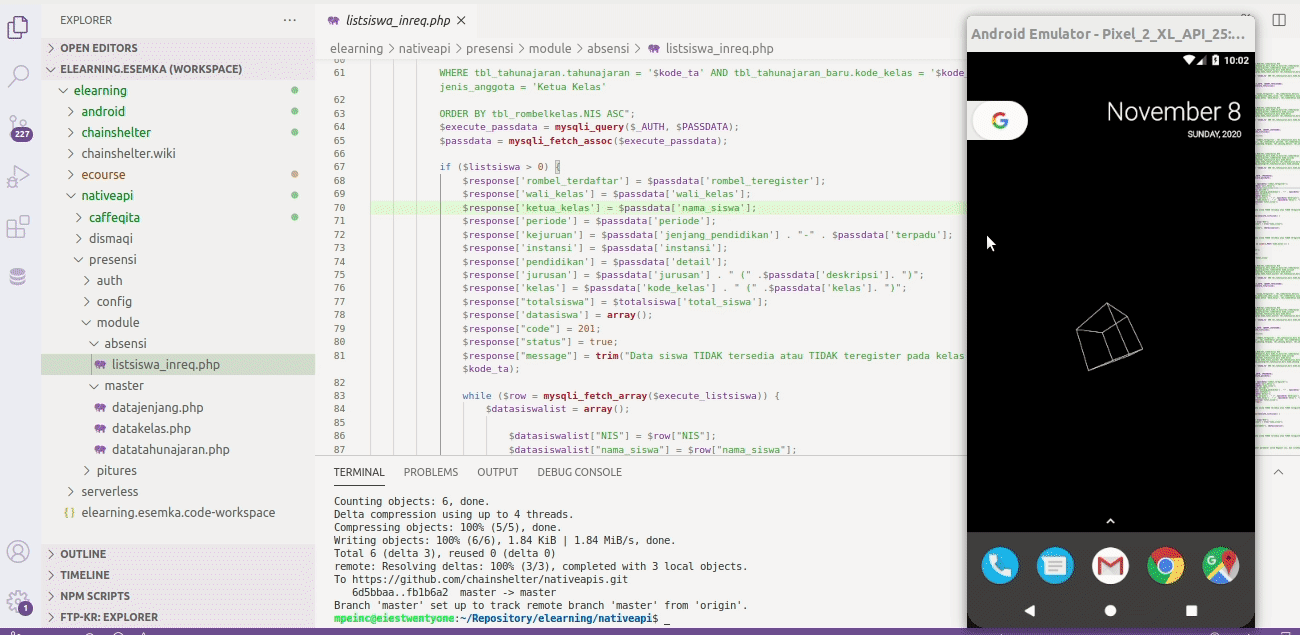 EXPLORER
OPEN EDITORS
ELEARNING.ESEMKA (WORKSPACE)
elearning
android
chainshelter
chainshelter.wiki
ecourse
nativeapi
caffeqita
dismaqi
presensi
auth
config
module
absensi
listsiswa_inreq.php
master
datajenjang.php
datakelas.php
datatahunajaran.php
pitures
serverless
{} elearning.esemka.code-workspace
OUTLINE
TIMELINE
NPM SCRIPTS
FTP-KR: EXPLORER
227
1
listsiswa_inreq.php
elearning > nativeapi > presensi > module > absensi > listsiswa_inreq.php
60
61 WHERE tbl_tahunajaran.tahunajaran = '$kode_ta' AND tbl_tahunajaran_baru.kode_kelas = '$kode_
jenis_anggota = 'Ketua Kelas'
62
63 ORDER BY tbl_rombelkelas.NIS ASC";
64 $execute_passdata = mysqli_query($_AUTH, $PASSDATA);
65 $passdata = mysqli_fetch_assoc($execute_passdata);
66
67 if ($listsiswa > 0) {
68 $response['rombel_terdaftar'] = $passdata['rombel_teregister'];
69 $response['wali_kelas'] = $passdata['wali_kelas'];
70 $response['ketua_kelas'] = $passdata['nama_siswa'];
71 $response['periode'] = $passdata['periode'];
72 $response['kejuruan'] = $passdata['jenjang_pendidikan'] . "-" . $passdata['terpadu'];
73 $response['instansi'] = $passdata['instansi'];
74 $response['pendidikan'] = $passdata['detail'];
75 $response['jurusan'] = $passdata['jurusan'] . " (" .$passdata['deskripsi']. ")";
76 $response['kelas'] = $passdata['kode_kelas'] . " (" .$passdata['kelas']. ")";
77 $response["totalsiswa"] = $totalsiswa['total_siswa'];
78 $response['datasiswa'] = array();
79 $response["code"] = 201;
80 $response["status"] = true;
81 $response["message"] = trim("Data siswa TIDAK tersedia atau TIDAK teregister pada kelas
$kode_ta);
82
83 while ($row = mysqli_fetch_array($execute_listsiswa)) {
84 $datasiswalist = array();
85
86 $datasiswalist["NIS"] = $row["NIS"];
87 $datasiswalist["nama_siswa"] = $row["nama_siswa"];
TERMINAL PROBLEMS OUTPUT DEBUG CONSOLE
Counting objects: 6, done.
Delta compression using up to 4 threads.
Compressing objects: 100% (5/5), done.
Writing objects: 100% (6/6), 1.84 KiB | 1.84 MiB/s, done.
Total 6 (delta 3), reused 0 (delta 0)
remote: Resolving deltas: 100% (3/3), completed with 3 local objects.
To https://github.com/chainshelter/nativeapis.git
6d5bbaa..fb1b6a2 master -> master
Branch 'master' set up to track remote branch 'master' from 'origin'.
mpeinc@eiestwentyone:~/Repository/elearning/nativeapi$ _
Android Emulator - Pixel_2_XL_API_25:...
10:02
November 8
SUNDAY, 2020